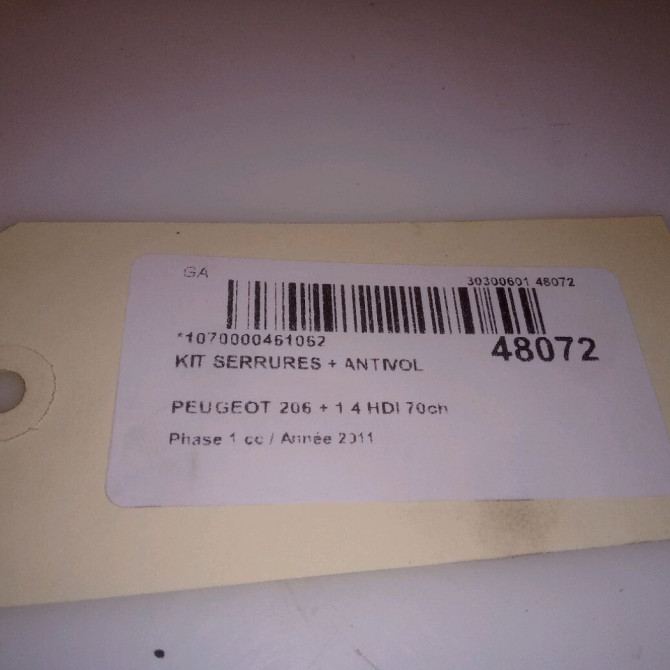 GA
30300601 48072
*1070000461062
48072
KIT SERRURES + ANTIVOL
PEUGEOT 206 + 1 4 HDI 70ch
Phase 1 cc / Année 2011